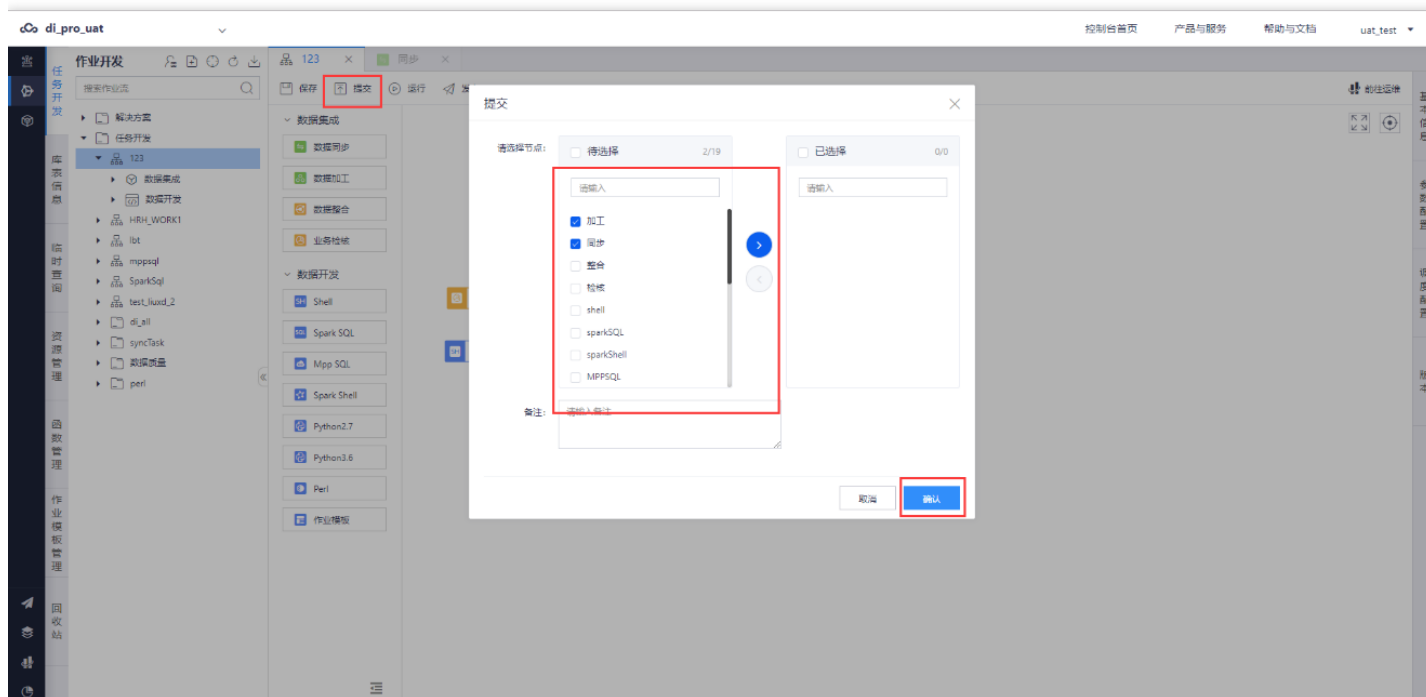 di_pro_uat
控制台首页 产品与服务 帮助与文档 uat_test
任务开发
库表信息
临时查询
资源管理
函数管理
作业模板管理
回收站
作业开发
搜索作业流
解决方案
任务开发
123
数据集成
数据开发
HRH_WORK1
lbt
mppsql
SparkSql
test_liuxd_2
di_all
syncTask
数据质量
perl
123 同步
保存 提交 运行
前往运维
数据集成
数据同步
数据加工
数据整合
业务检核
数据开发
SH Shell
SQL Spark SQL
Mpp SQL
Spark Shell
Python2.7
Python3.6
Perl
作业模板
SH
提交
请选择节点:
待选择 2/19
请输入
加工
同步
整合
检核
shell
sparkSQL
sparkShell
MPPSQL
已选择 0/0
请输入
备注:
请输入备注
取消 确认